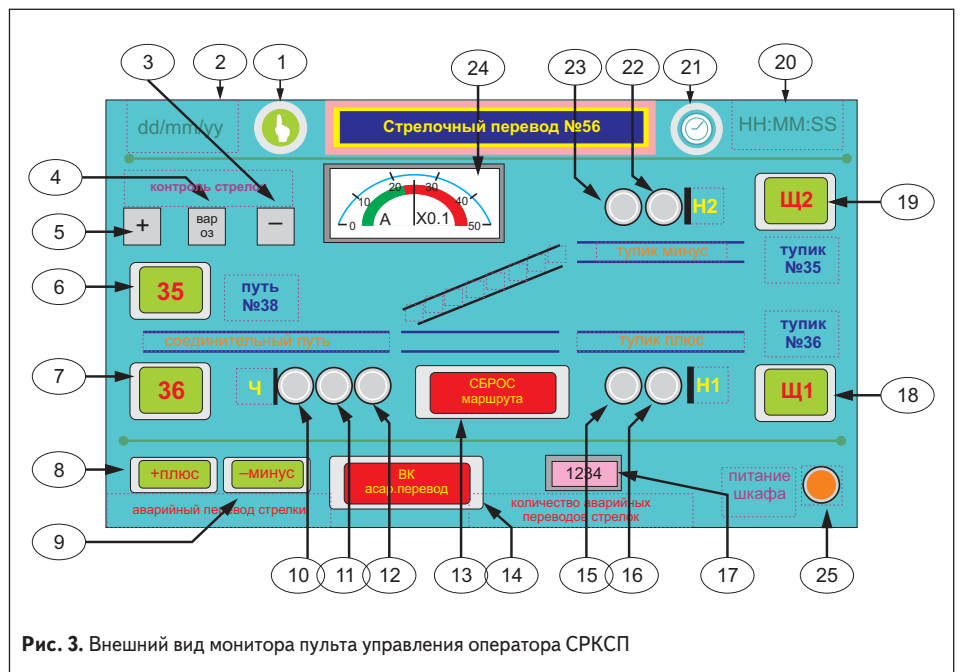 3
2
1
24
23
22
21
20
dd/mm/yy
Стрелочный перевод №56
HH:MM:SS
4
контроль стрелок
5
+
вар
оз
–
0
10
20
30
40
50
A
X0.1
Н2
Щ2
19
тупик минус
тупик
№35
6
35
путь
№38
соединительный путь
тупик плюс
тупик
№36
7
36
Ч
СБРОС
маршрута
Н1
Щ1
18
8
+плюс
–минус
ВК
асар.перевод
1234
питание
шкафа
аварийный перевод стрелки
количество аварийных
переводов стрелок
9
10
11
12
13
14
15
16
17
25
Рис. 3. Внешний вид монитора пульта управления оператора СРКСП